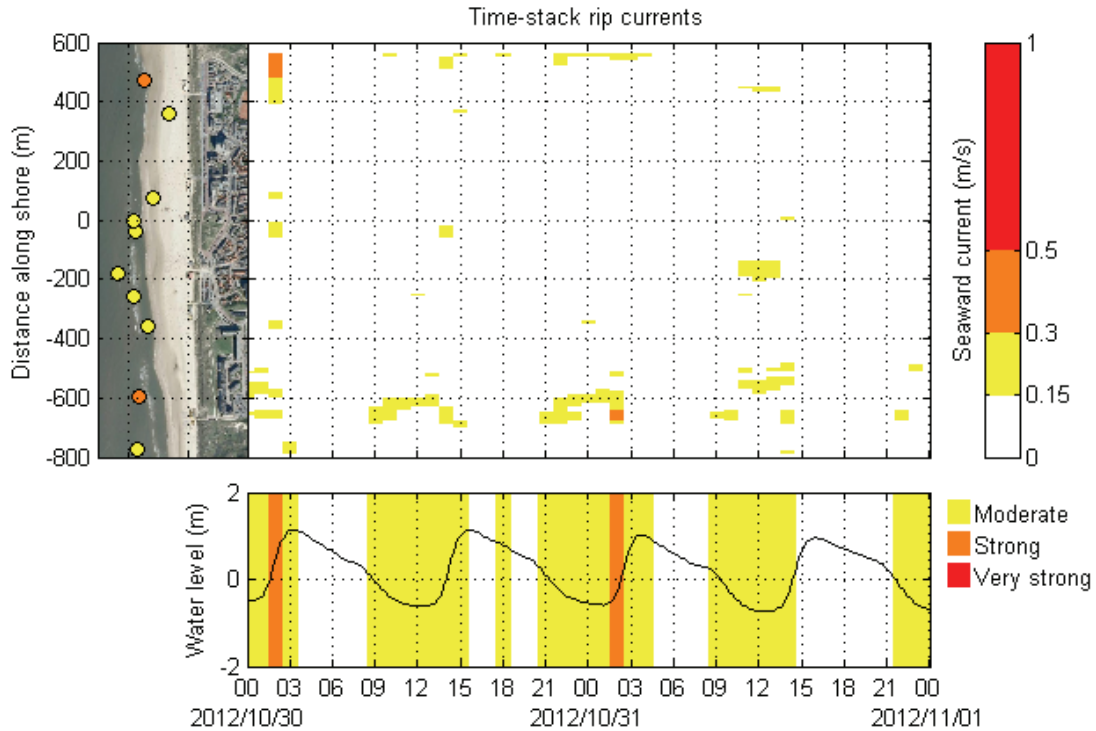 Time-stack rip currents
Distance along shore (m)
600
400
200
0
-200
-400
-600
-800
Seaward current (m/s)
1
0.5
0.3
0.15
0
Water level (m)
2
0
-2
Moderate
Strong
Very strong
00 03 06 09 12 15 18 21 00 03 06 09 12 15 18 21 00
2012/10/30 2012/10/31 2012/11/01